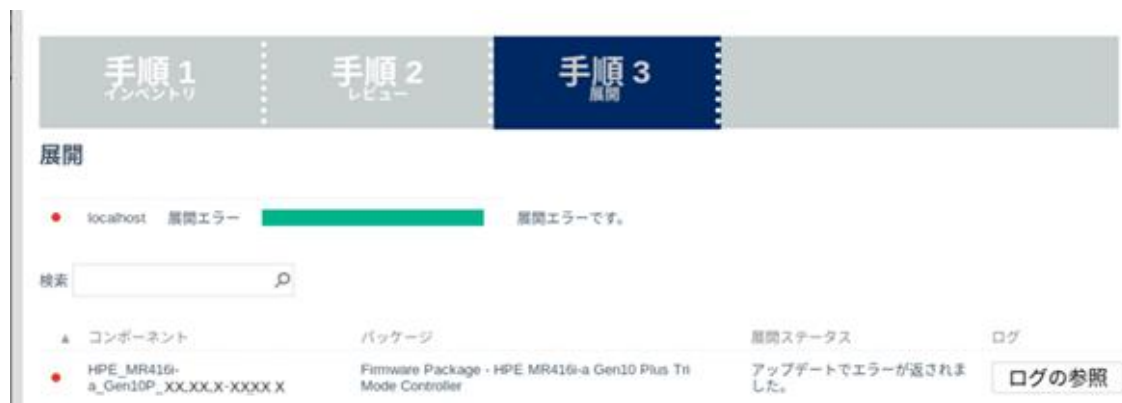 手順 1
インベントリ
手順 2
レビュー
手順 3
展開
展開
localhost 展開エラー 展開エラーです。
検索
コンポーネント パッケージ 展開ステータス ログ
HPE_MR416i- Firmware Package - HPE MR416i-a Gen10 Plus Tri アップデートでエラーが返されま ログの参照
a_Gen10P_XX.XX.X-XXXX X Mode Controller した。